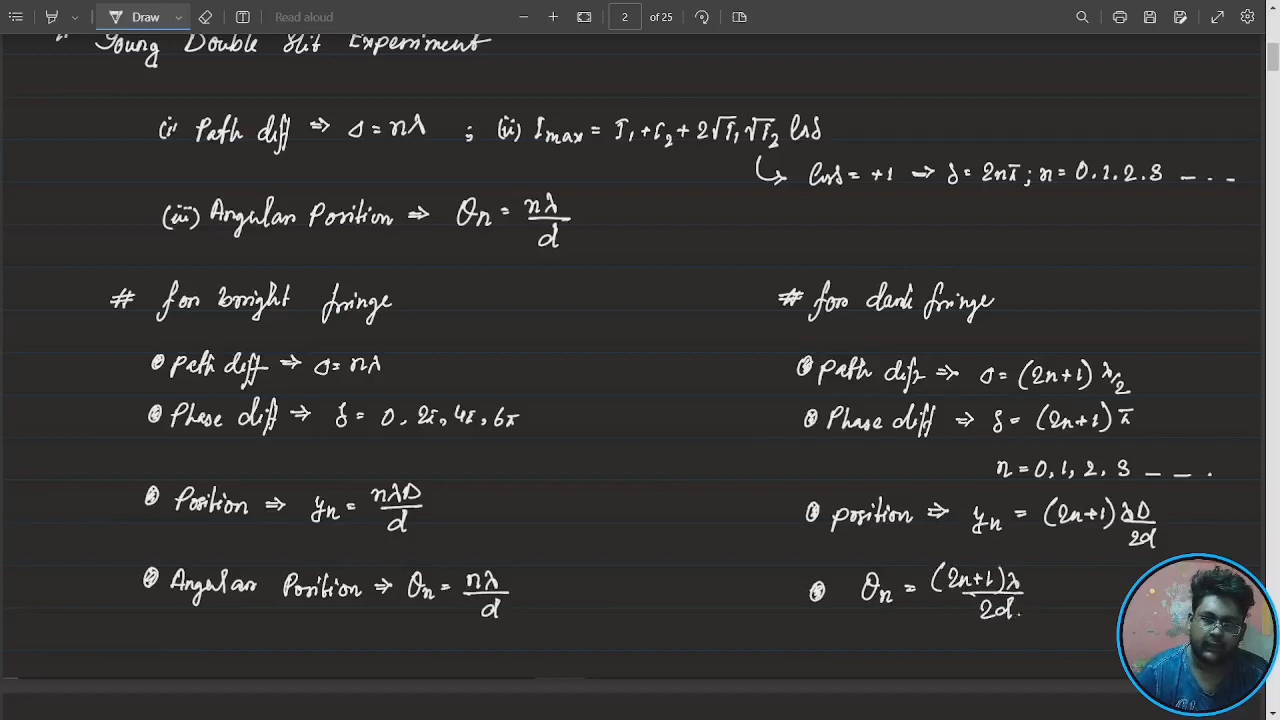 Draw
Read aloud
2 of 25
Young Double Slit Experiment
(i) Path diff ⇒ Δ = nλ ; (ii) Imax = I₁ + I₂ + 2√I₁ √I₂ cosδ
↳ cosδ = +1 ⇒ δ = 2nπ ; n = 0, 1, 2, 3 _ . .
(iii) Angular Position ⇒ θn = nλ/d
# for bright fringe
• Path diff ⇒ Δ = nλ
• Phase diff ⇒ δ = 0, 2π, 4π, 6π
• Position ⇒ yn = nλD/d
• Angular Position ⇒ θn = nλ/d
# for dark fringe
• Path diff ⇒ Δ = (2n+1) λ/2
• Phase diff ⇒ δ = (2n+1) π
n = 0, 1, 2, 3 _ _ .
• position ⇒ yn = (2n+1) λD/2d
• θn = (2n+1)λ/2d.